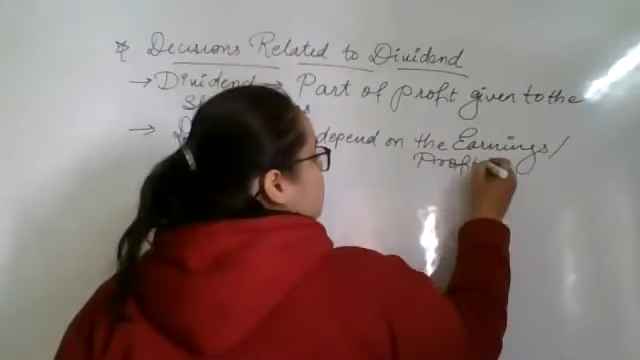 * Decisions Related to Dividend
→ Dividend → Part of profit given to the
→ depend on the Earnings/
Profit